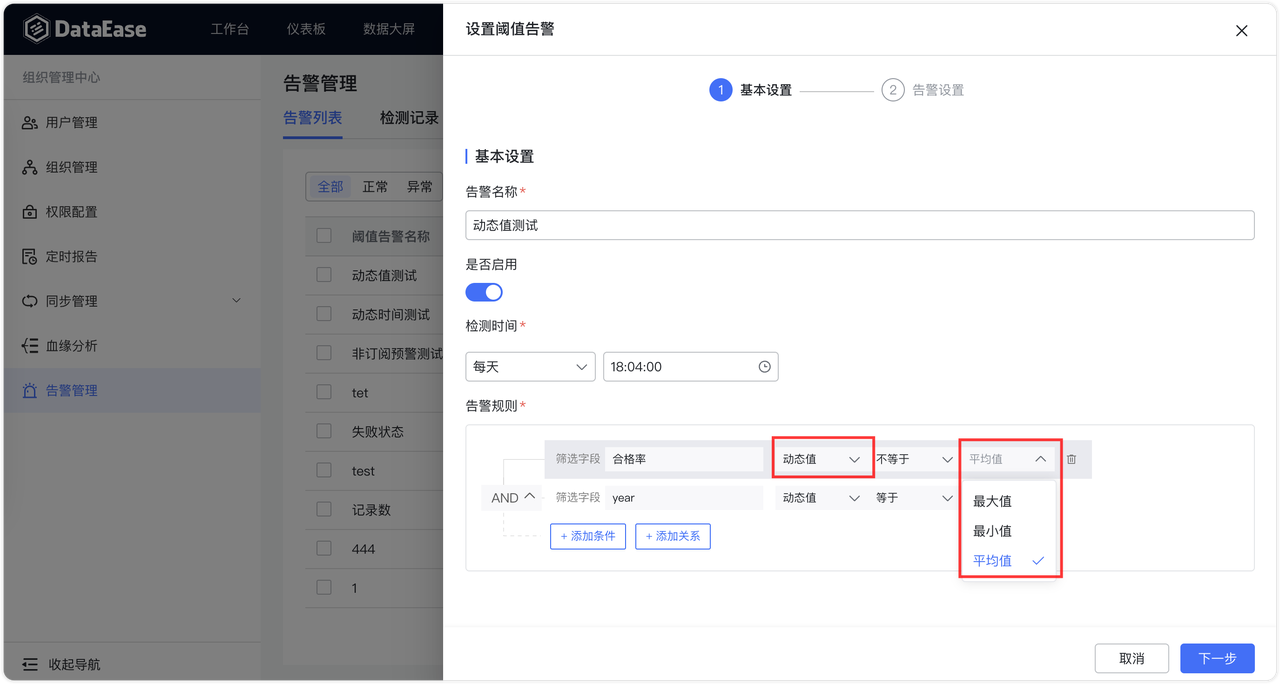 DataEase 工作台 仪表板 数据大屏
组织管理中心
用户管理
组织管理
权限配置
定时报告
同步管理
血缘分析
告警管理
收起导航
告警管理
告警列表 检测记录
全部 正常 异常
阈值告警名称
动态值测试
动态时间测试
非订阅预警测试
tet
失败状态
test
记录数
444
1
设置阈值告警
1 基本设置 2 告警设置
基本设置
告警名称*
动态值测试
是否启用
检测时间*
每天 18:04:00
告警规则*
筛选字段 合格率 动态值 不等于 平均值
AND 筛选字段 year 动态值 等于
+ 添加条件 + 添加关系
最大值
最小值
平均值
取消 下一步